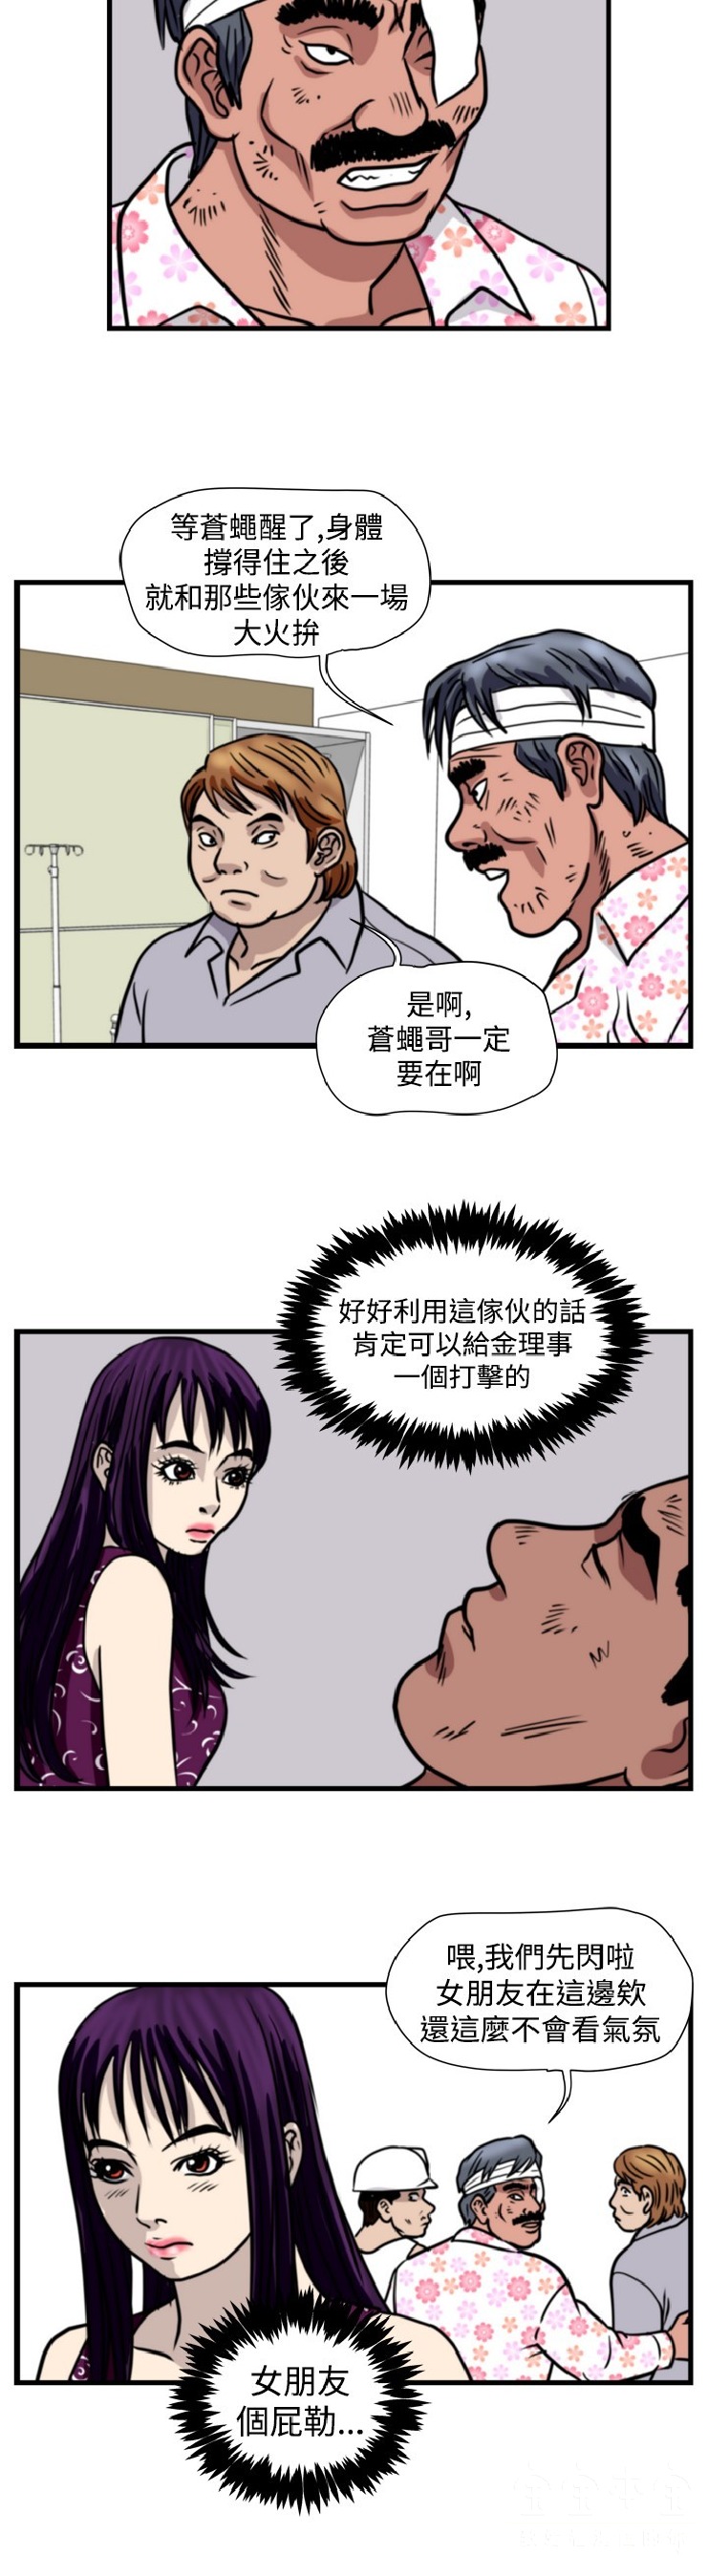 等蒼蠅醒了,身體
撐得住之後
就和那些傢伙來一場
大火拚
是啊,
蒼蠅哥一定
要在啊
好好利用這傢伙的話
肯定可以給金理事
一個打擊的
喂,我們先閃啦
女朋友在這邊欸
還這麼不會看氣氛
女朋友
個屁勒...